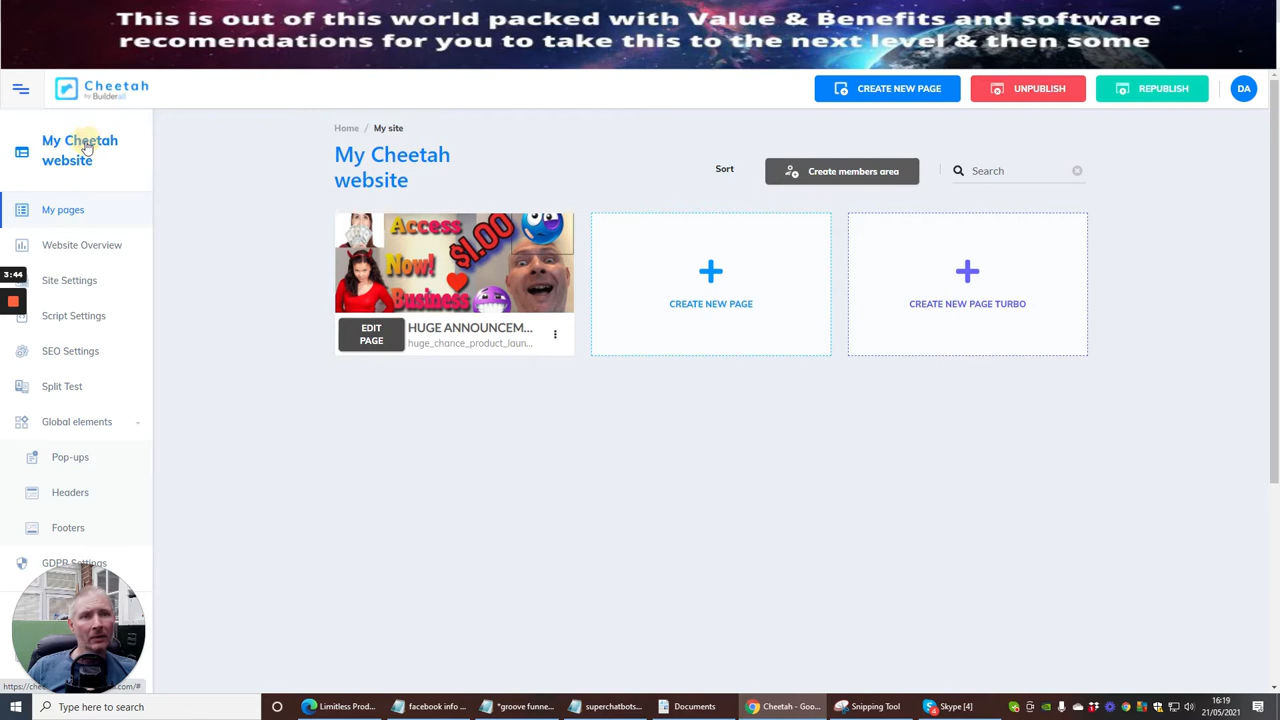 This is out of this world packed with Value & Benefits and software
recomendations for you to take this to the next level & then some
Cheetah
by Builderall
CREATE NEW PAGE
UNPUBLISH
REPUBLISH
DA
My Cheetah
website
My pages
Website Overview
Site Settings
Script Settings
SEO Settings
Split Test
Global elements
Pop-ups
Headers
Footers
GDPR Settings
3:44
Home / My site
My Cheetah
website
Sort
Create members area
Search
Access
Now!
$1.00
Business
EDIT
PAGE
HUGE ANNOUNCEM...
huge_chance_product_laun...
CREATE NEW PAGE
CREATE NEW PAGE TURBO
Type here to search
Limitless Prod...
facebook info ...
*groove funne...
superchatbots...
Documents
Cheetah - Goo...
Snipping Tool
Skype [4]
16:19
21/05/2021